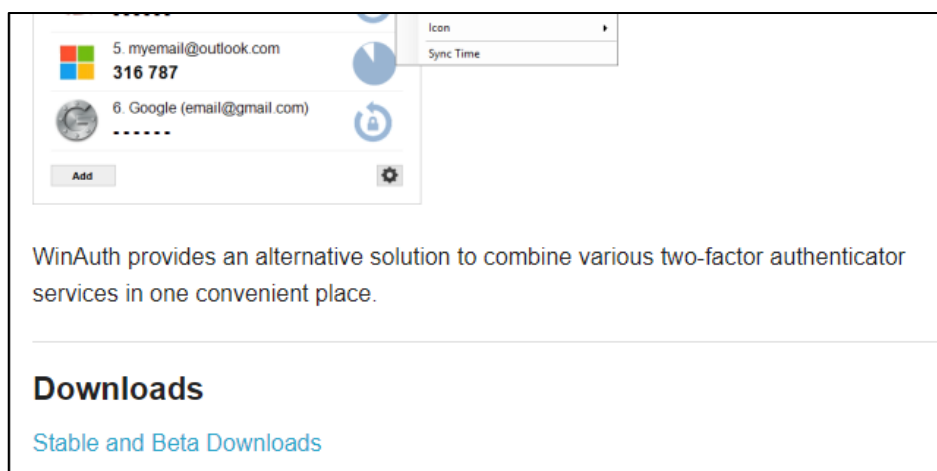 Icon
Sync Time
5. myemail@outlook.com
316 787
6. Google (email@gmail.com)
- - - - - -
Add
WinAuth provides an alternative solution to combine various two-factor authenticator
services in one convenient place.
Downloads
Stable and Beta Downloads